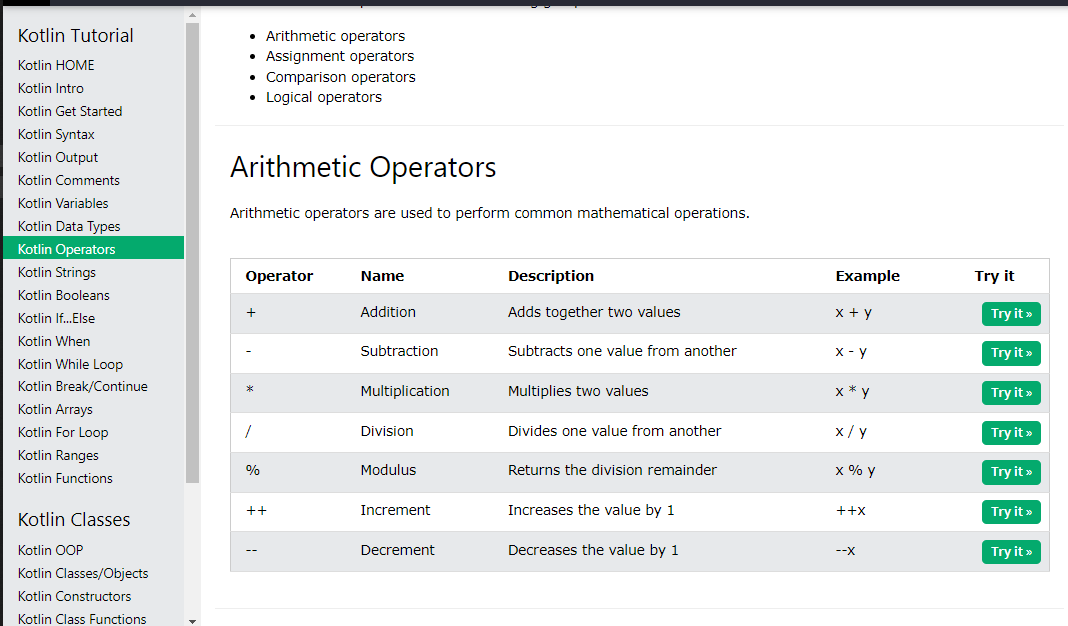 Kotlin Tutorial
Kotlin HOME
Kotlin Intro
Kotlin Get Started
Kotlin Syntax
Kotlin Output
Kotlin Comments
Kotlin Variables
Kotlin Data Types
Kotlin Operators
Kotlin Strings
Kotlin Booleans
Kotlin If...Else
Kotlin When
Kotlin While Loop
Kotlin Break/Continue
Kotlin Arrays
Kotlin For Loop
Kotlin Ranges
Kotlin Functions
Kotlin Classes
Kotlin OOP
Kotlin Classes/Objects
Kotlin Constructors
Kotlin Class Functions
• Arithmetic operators
• Assignment operators
• Comparison operators
• Logical operators
Arithmetic Operators
Arithmetic operators are used to perform common mathematical operations.
Operator Name Description Example Try it
+ Addition Adds together two values x + y Try it »
- Subtraction Subtracts one value from another x - y Try it »
* Multiplication Multiplies two values x * y Try it »
/ Division Divides one value from another x / y Try it »
% Modulus Returns the division remainder x % y Try it »
++ Increment Increases the value by 1 ++x Try it »
-- Decrement Decreases the value by 1 --x Try it »